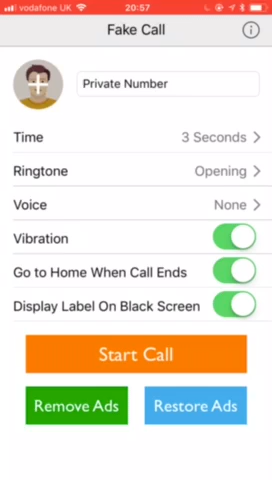 vodafone UK 20:57
Fake Call
Private Number
Time 3 Seconds
Ringtone Opening
Voice None
Vibration
Go to Home When Call Ends
Display Label On Black Screen
Start Call
Remove Ads Restore Ads